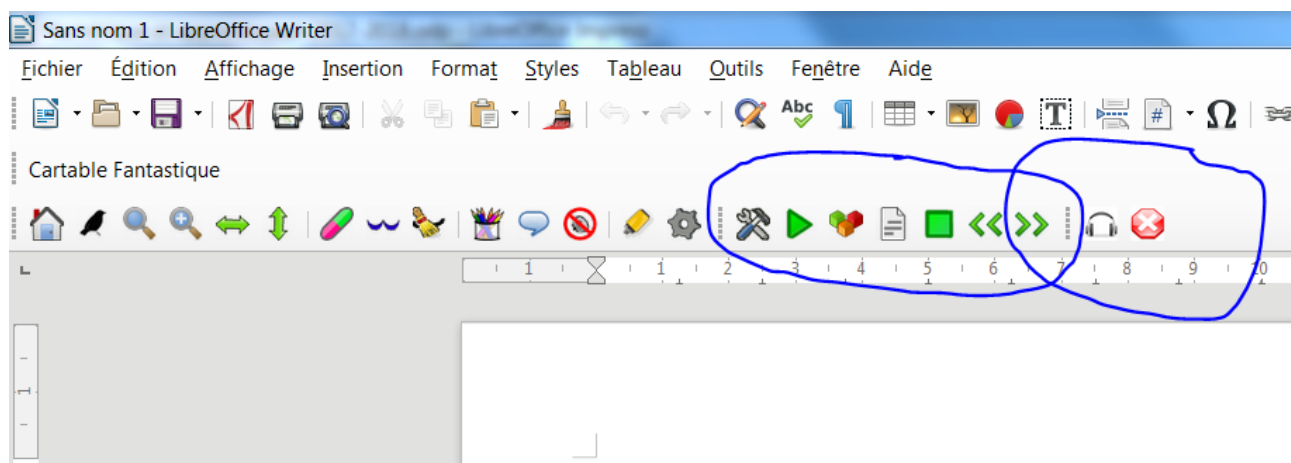 Sans nom 1 - LibreOffice Writer
Fichier Édition Affichage Insertion Format Styles Tableau Outils Fenêtre Aide
Abc T # Ω
Cartable Fantastique
1 1 2 3 4 5 6 7 8 9 10
1